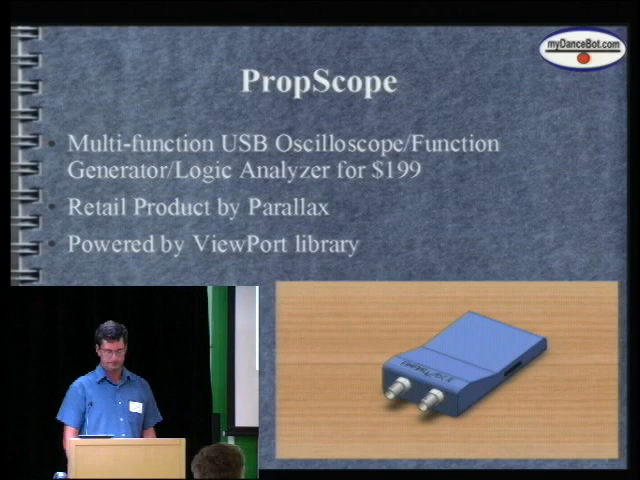 myDanceBot.com
PropScope
Multi-function USB Oscilloscope/Function
Generator/Logic Analyzer for $199
Retail Product by Parallax
Powered by ViewPort library